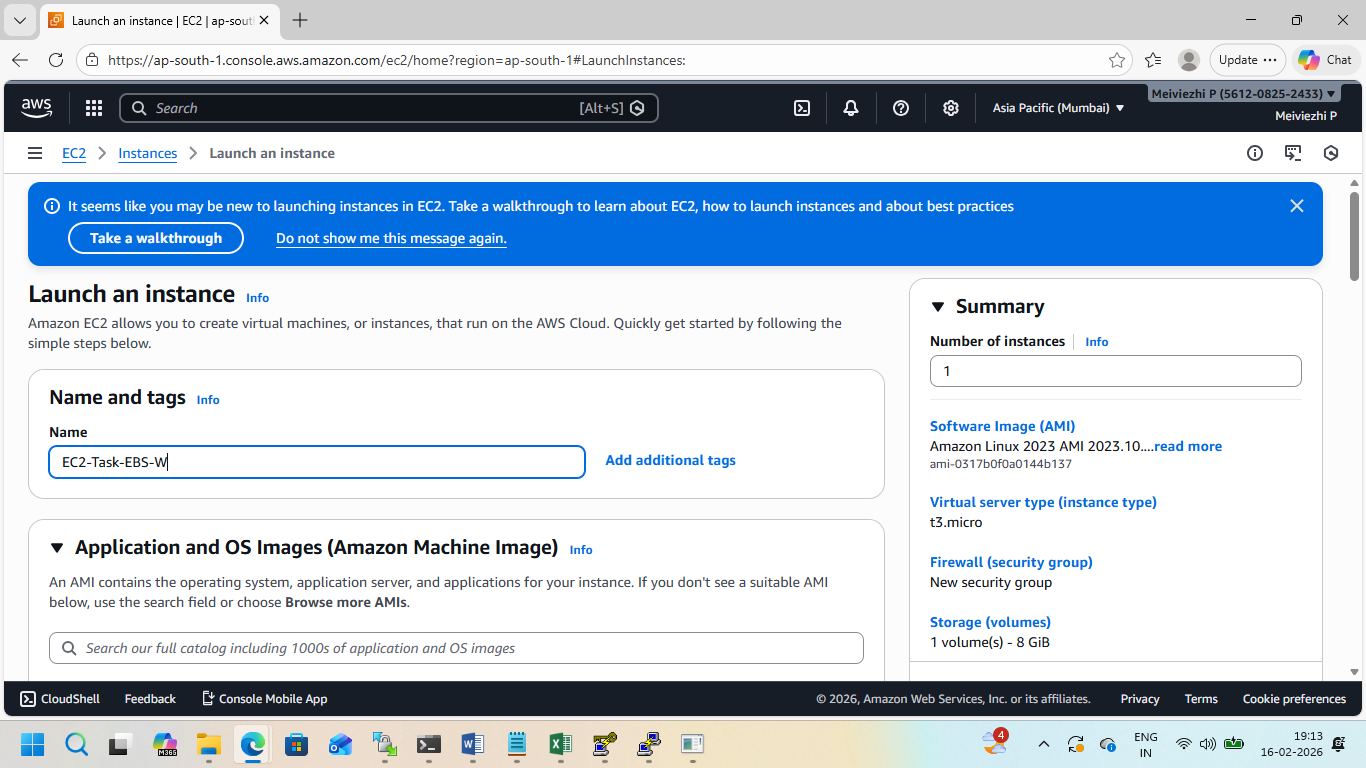 Launch an instance | EC2 | ap-sout
https://ap-south-1.console.aws.amazon.com/ec2/home?region=ap-south-1#LaunchInstances:
Update
Chat
aws
Search
[Alt+S]
Asia Pacific (Mumbai)
Meiviezhi P (5612-0825-2433)
Meiviezhi P
EC2
Instances
Launch an instance
It seems like you may be new to launching instances in EC2. Take a walkthrough to learn about EC2, how to launch instances and about best practices
Take a walkthrough
Do not show me this message again.
Launch an instance Info
Amazon EC2 allows you to create virtual machines, or instances, that run on the AWS Cloud. Quickly get started by following the
simple steps below.
Name and tags Info
Name
EC2-Task-EBS-W
Add additional tags
Application and OS Images (Amazon Machine Image) Info
An AMI contains the operating system, application server, and applications for your instance. If you don't see a suitable AMI
below, use the search field or choose Browse more AMIs.
Search our full catalog including 1000s of application and OS images
Summary
Number of instances Info
1
Software Image (AMI)
Amazon Linux 2023 AMI 2023.10....read more
ami-0317b0f0a0144b137
Virtual server type (instance type)
t3.micro
Firewall (security group)
New security group
Storage (volumes)
1 volume(s) - 8 GiB
CloudShell
Feedback
Console Mobile App
© 2026, Amazon Web Services, Inc. or its affiliates.
Privacy
Terms
Cookie preferences
M365
4
ENG
IN
19:13
16-02-2026